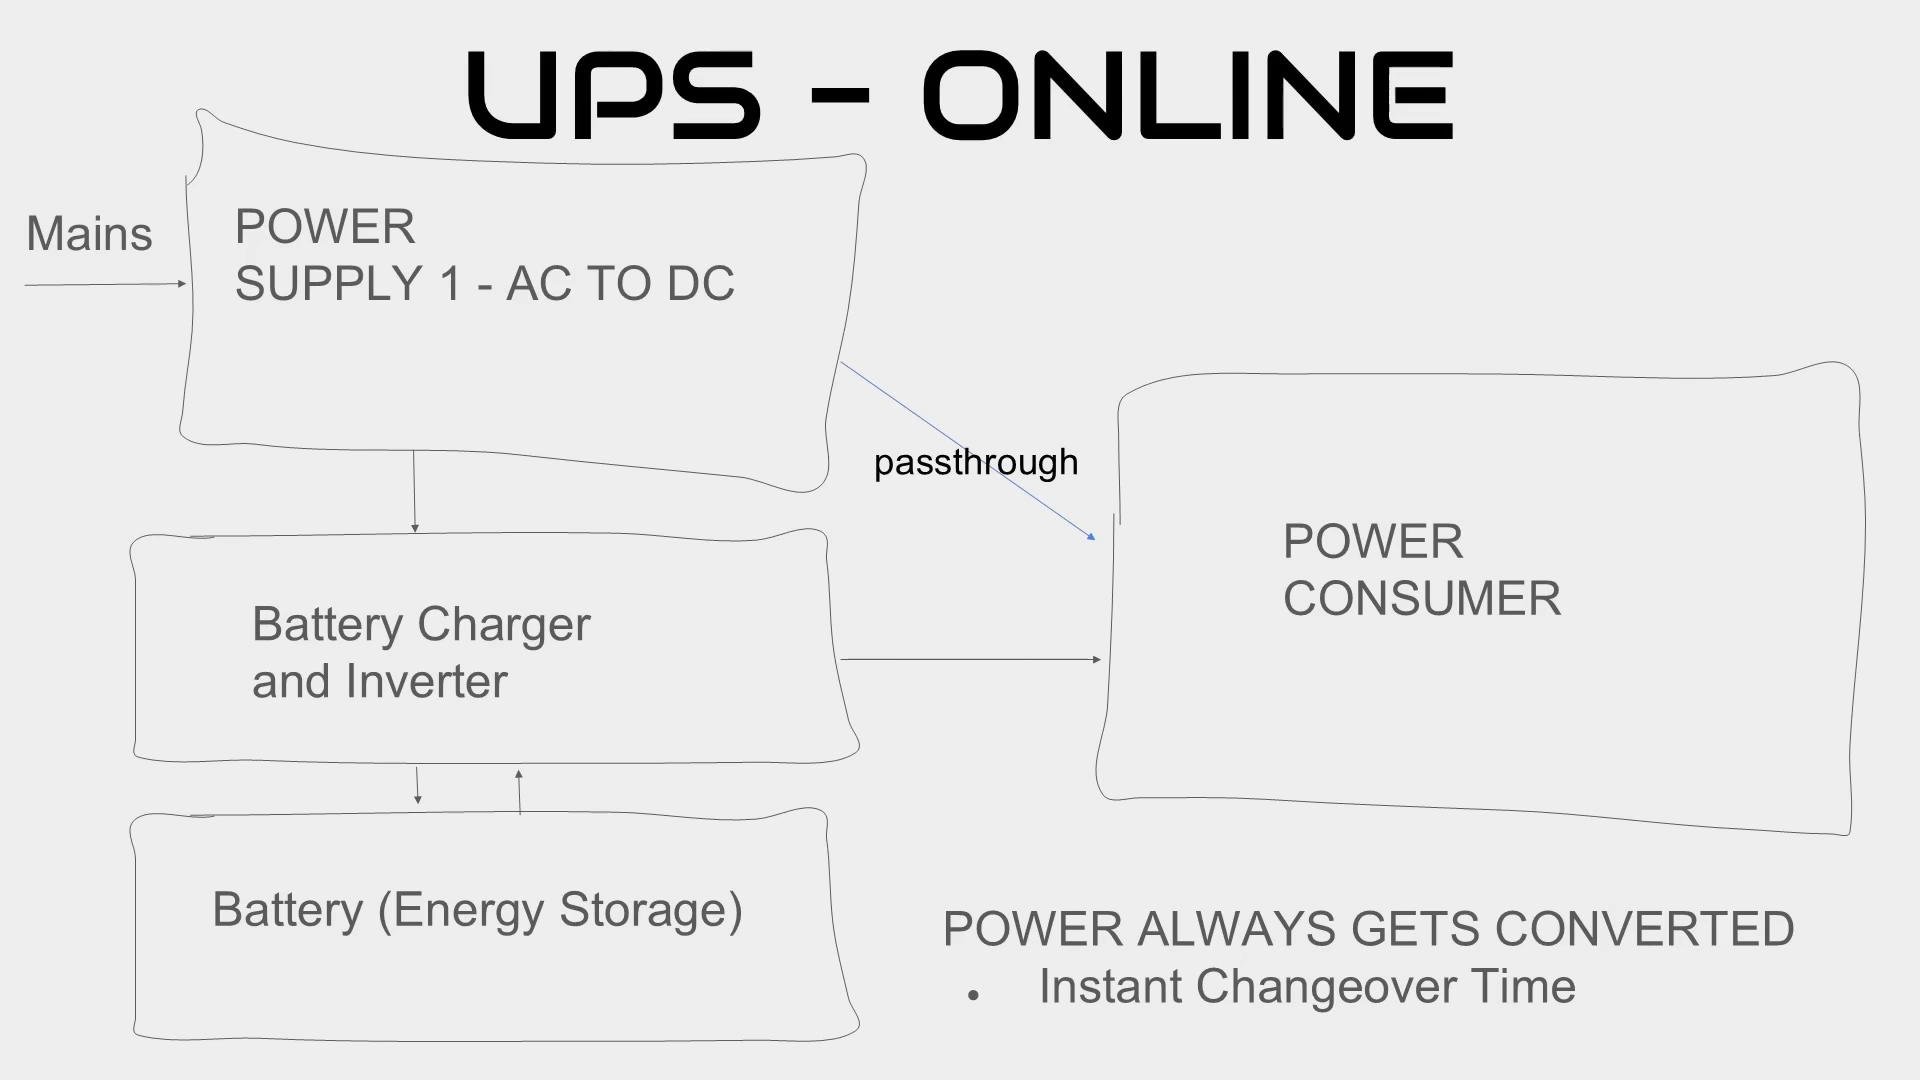 UPS - ONLINE
Mains
POWER
SUPPLY 1 - AC TO DC
passthrough
POWER
CONSUMER
Battery Charger
and Inverter
Battery (Energy Storage)
POWER ALWAYS GETS CONVERTED
• Instant Changeover Time